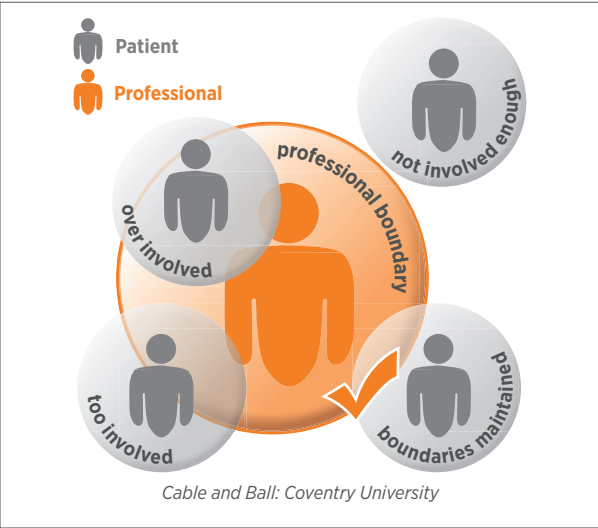 Patient
Professional
not involved enough
professional boundary
over involved
too involved
boundaries maintained
Cable and Ball: Coventry University